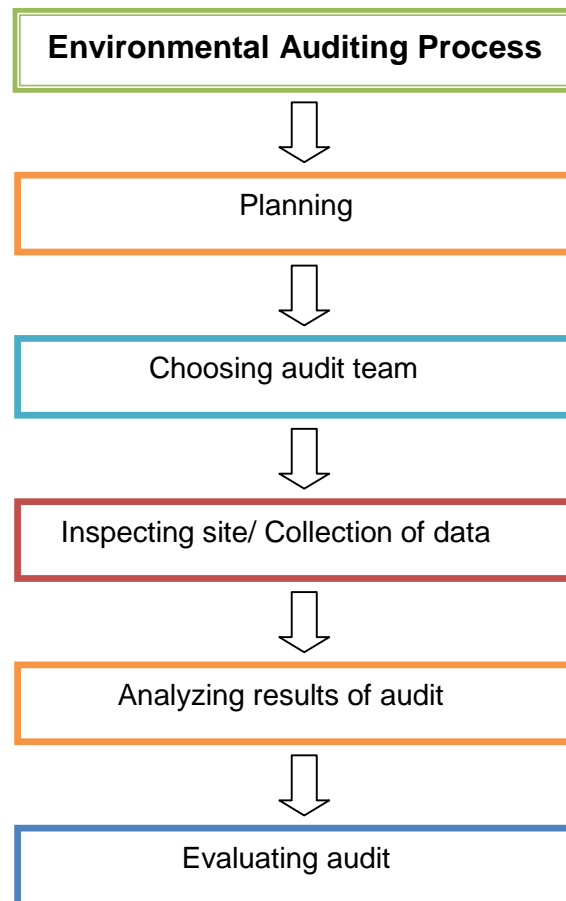 Environmental Auditing Process
Planning
Choosing audit team
Inspecting site/ Collection of data
Analyzing results of audit
Evaluating audit